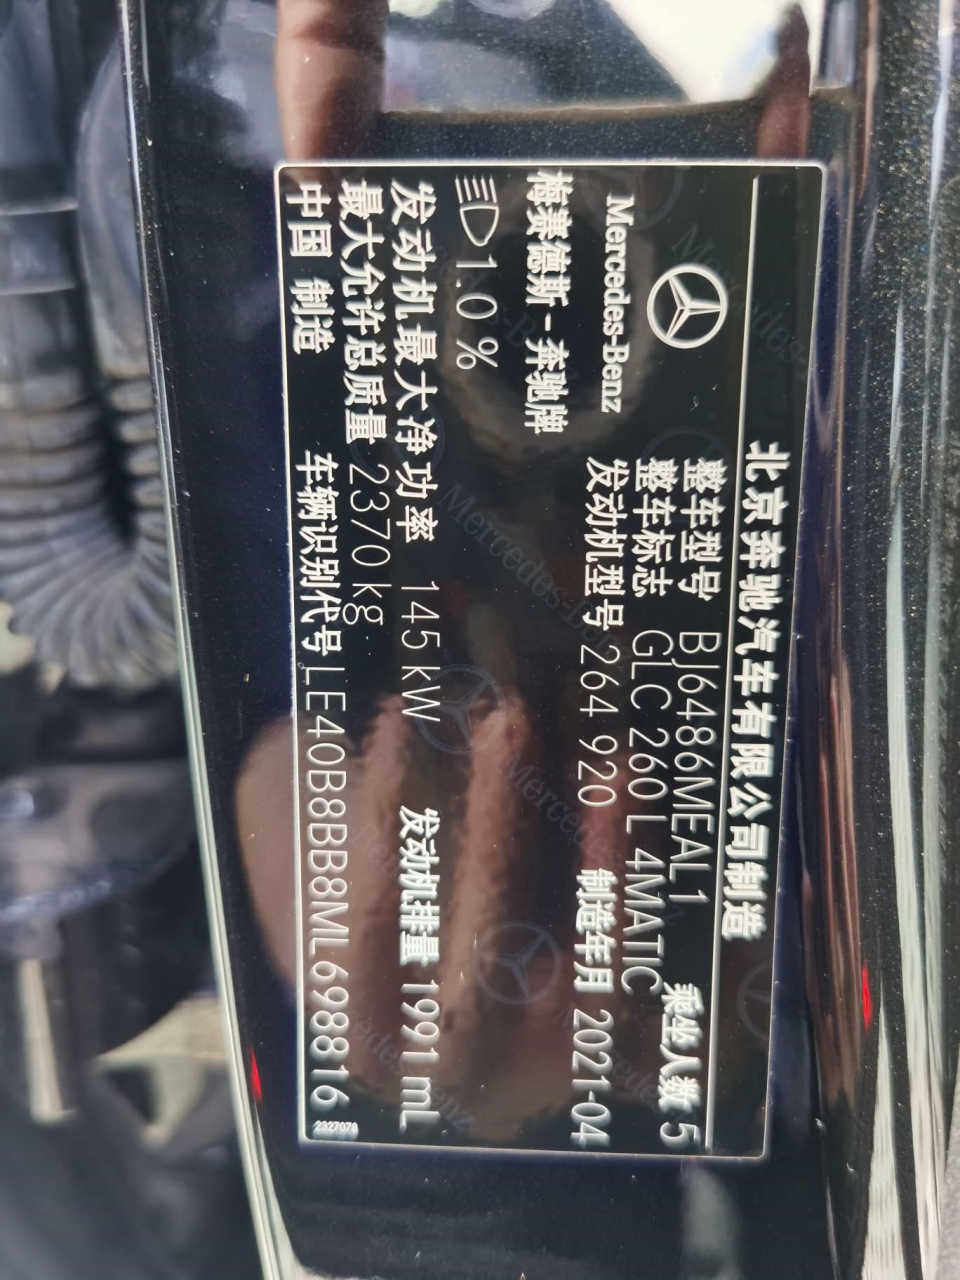 北京奔驰汽车有限公司制造
整车型号 BJ6486MEAL1 乘坐人数 5
整车标志 GLC 260 L 4MATIC
Mercedes-Benz
发动机型号 264 920 制造年月 2021-04
梅赛德斯-奔驰牌
1.0 %
发动机最大净功率 145 kW 发动机排量 1991 mL
最大允许总质量 2370 kg
中国 制造 车辆识别代号 LE40B8BB8ML698816
2327078